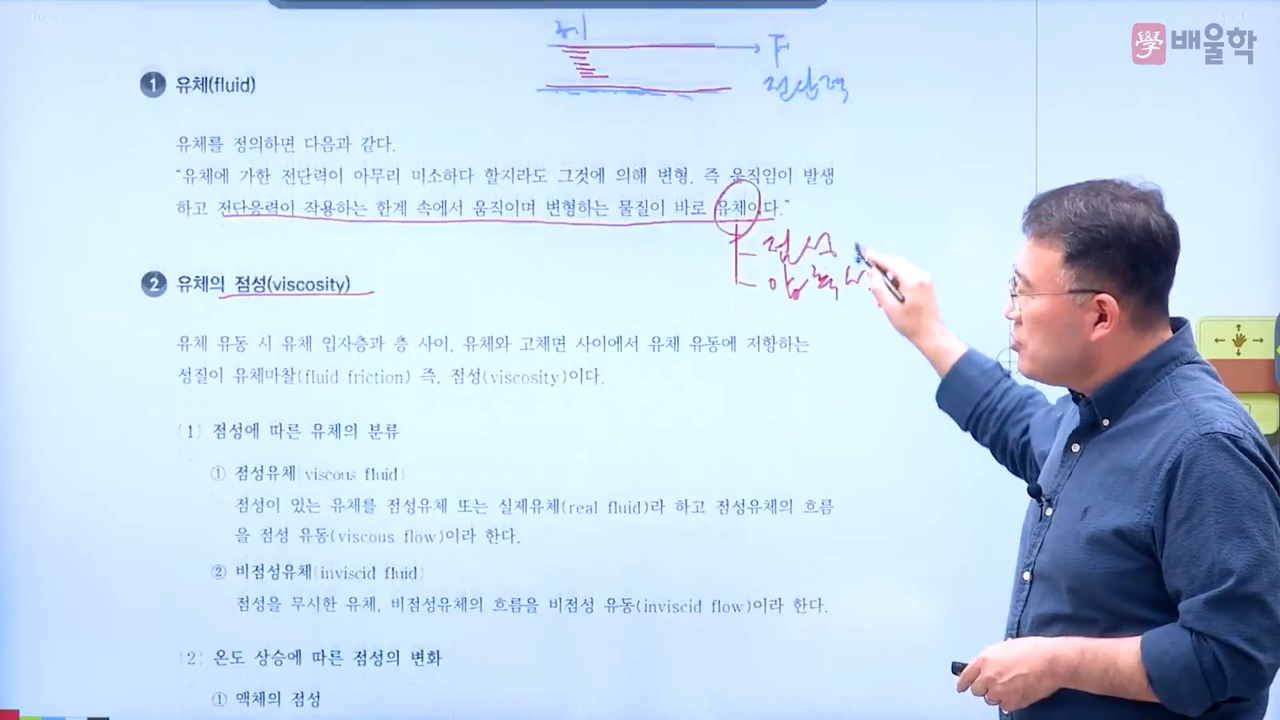 210%
1/1
學 배울학
F
전단력
1 유체(fluid)
유체를 정의하면 다음과 같다.
"유체에 가한 전단력이 아무리 미소하다 할지라도 그것에 의해 변형, 즉 움직임이 발생
하고 전단응력이 작용하는 한계 속에서 움직이며 변형하는 물질이 바로 유체이다."
점성
압축성
2 유체의 점성(viscosity)
유체 유동 시 유체 입자층과 층 사이, 유체와 고체면 사이에서 유체 유동에 저항하는
성질이 유체마찰(fluid friction) 즉, 점성(viscosity)이다.
(1) 점성에 따른 유체의 분류
① 점성유체(viscous fluid)
점성이 있는 유체를 점성유체 또는 실재유체(real fluid)라 하고 점성유체의 흐름
을 점성 유동(viscous flow)이라 한다.
② 비점성유체(inviscid fluid)
점성을 무시한 유체, 비점성유체의 흐름을 비점성 유동(inviscid flow)이라 한다.
(2) 온도 상승에 따른 점성의 변화
① 액체의 점성